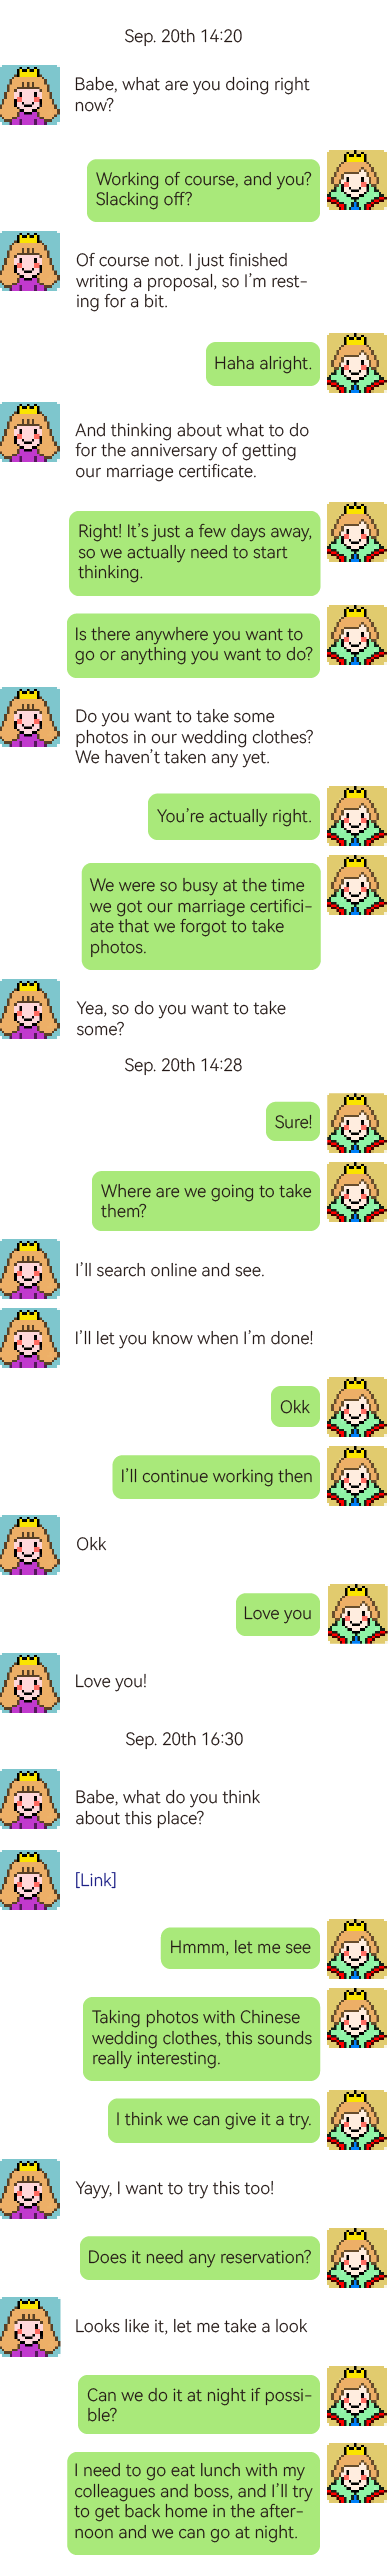 Sep. 20th 14:20
Babe, what are you doing right
now?
Working of course, and you?
Slacking off?
Of course not. I just finished
writing a proposal, so I'm rest-
ing for a bit.
Haha alright.
And thinking about what to do
for the anniversary of getting
our marriage certificate.
Right! It's just a few days away,
so we actually need to start
thinking.
Is there anywhere you want to
go or anything you want to do?
Do you want to take some
photos in our wedding clothes?
We haven't taken any yet.
You're actually right.
We were so busy at the time
we got our marriage certifici-
ate that we forgot to take
photos.
Yea, so do you want to take
some?
Sep. 20th 14:28
Sure!
Where are we going to take
them?
I'll search online and see.
I'll let you know when I'm done!
Okk
I'll continue working then
Okk
Love you
Love you!
Sep. 20th 16:30
Babe, what do you think
about this place?
[Link]
Hmmm, let me see
Taking photos with Chinese
wedding clothes, this sounds
really interesting.
I think we can give it a try.
Yayy, I want to try this too!
Does it need any reservation?
Looks like it, let me take a look
Can we do it at night if possi-
ble?
I need to go eat lunch with my
colleagues and boss, and I'll try
to get back home in the after-
noon and we can go at night.